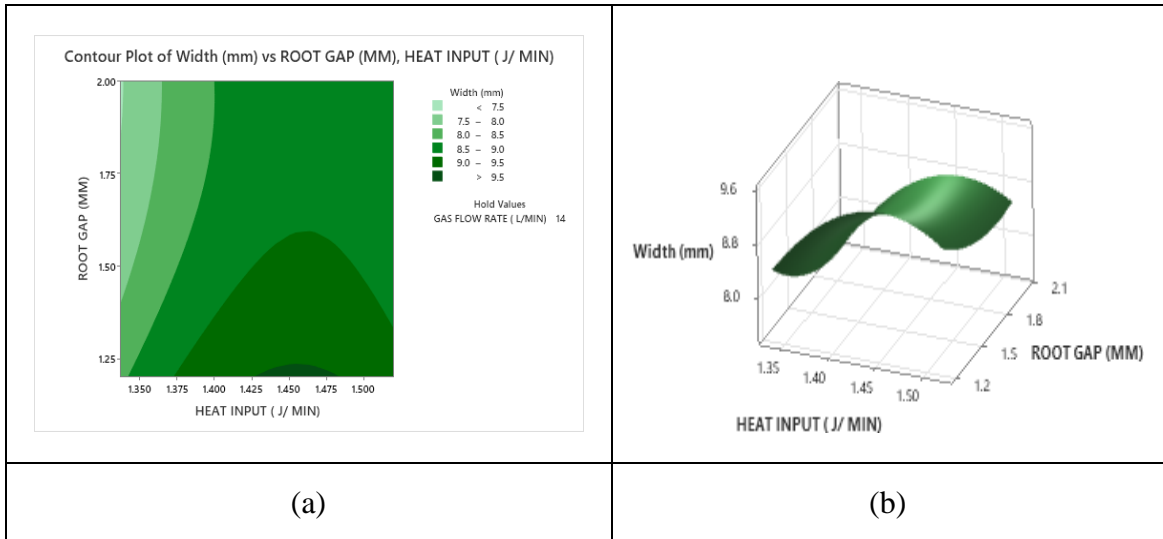 Contour Plot of Width (mm) vs ROOT GAP (MM), HEAT INPUT ( J/ MIN)
2.00
1.75
1.50
1.25
ROOT GAP (MM)
1.350 1.375 1.400 1.425 1.450 1.475 1.500
HEAT INPUT ( J/ MIN)
Width (mm)
< 7.5
7.5 – 8.0
8.0 – 8.5
8.5 – 9.0
9.0 – 9.5
> 9.5
Hold Values
GAS FLOW RATE ( L/MIN) 14
9.6
8.8
8.0
Width (mm)
2.1
1.8
1.5
1.2
ROOT GAP (MM)
1.35
1.40
1.45
1.50
HEAT INPUT ( J/ MIN)
(a)
(b)